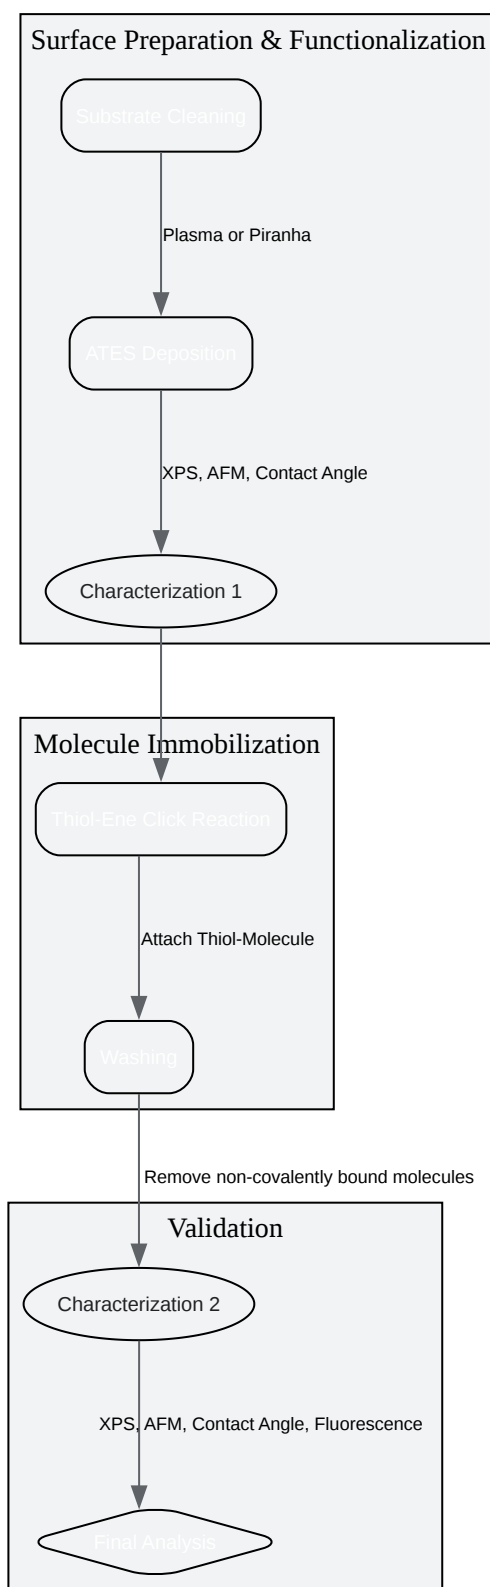 Surface Preparation & Functionalization
Substrate Cleaning
Plasma or Piranha
ATES Deposition
XPS, AFM, Contact Angle
Characterization 1
Molecule Immobilization
Thiol-Ene Click Reaction
Attach Thiol-Molecule
Washing
Remove non-covalently bound molecules
Validation
Characterization 2
XPS, AFM, Contact Angle, Fluorescence
Final Analysis